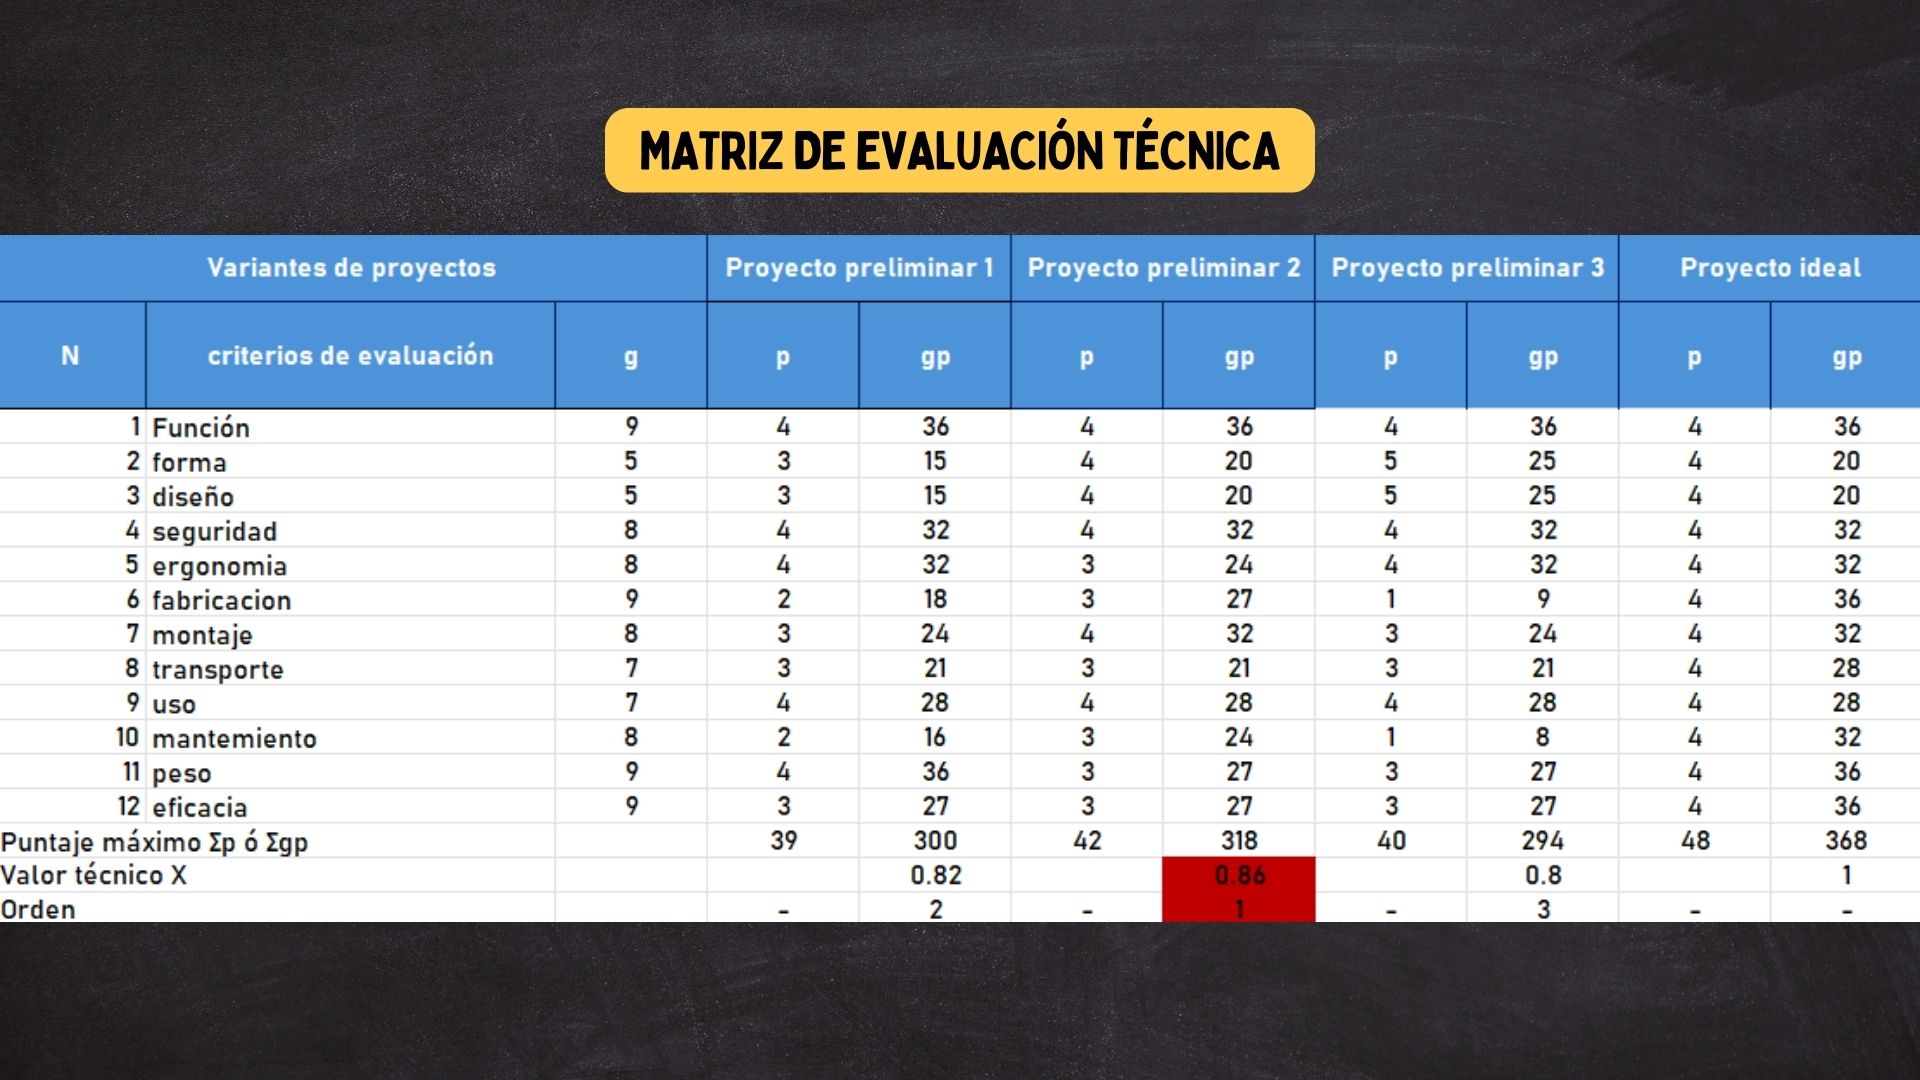 MATRIZ DE EVALUACIÓN TÉCNICA
Variantes de proyectos Proyecto preliminar 1 Proyecto preliminar 2 Proyecto preliminar 3 Proyecto ideal
N criterios de evaluación g p gp p gp p gp p gp
1 Función 9 4 36 4 36 4 36 4 36
2 forma 5 3 15 4 20 5 25 4 20
3 diseño 5 3 15 4 20 5 25 4 20
4 seguridad 8 4 32 4 32 4 32 4 32
5 ergonomia 8 4 32 3 24 4 32 4 32
6 fabricacion 9 2 18 3 27 1 9 4 36
7 montaje 8 3 24 4 32 3 24 4 32
8 transporte 7 3 21 3 21 3 21 4 28
9 uso 7 4 28 4 28 4 28 4 28
10 mantemiento 8 2 16 3 24 1 8 4 32
11 peso 9 4 36 3 27 3 27 4 36
12 eficacia 9 3 27 3 27 3 27 4 36
Puntaje máximo Σp ó Σgp 39 300 42 318 40 294 48 368
Valor técnico X 0.82 0.86 0.8 1
Orden - 2 - 1 - 3 - -